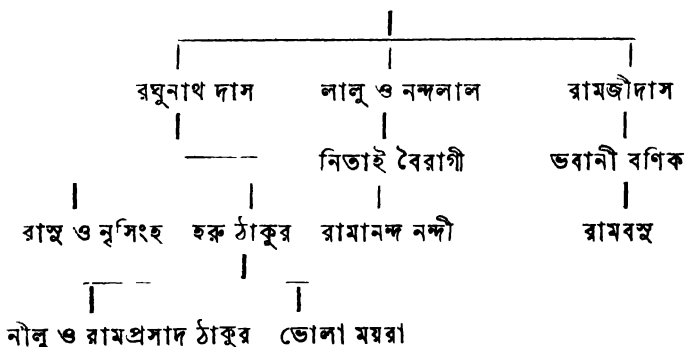 রঘুনাথ দাস লালু ও নন্দলাল রামজীদাস
নিতাই বৈরাগী ভবানী বণিক
রাসু ও নৃসিংহ হরু ঠাকুর রামানন্দ নন্দী রামবসু
নীলু ও রামপ্রসাদ ঠাকুর ভোলা ময়রা